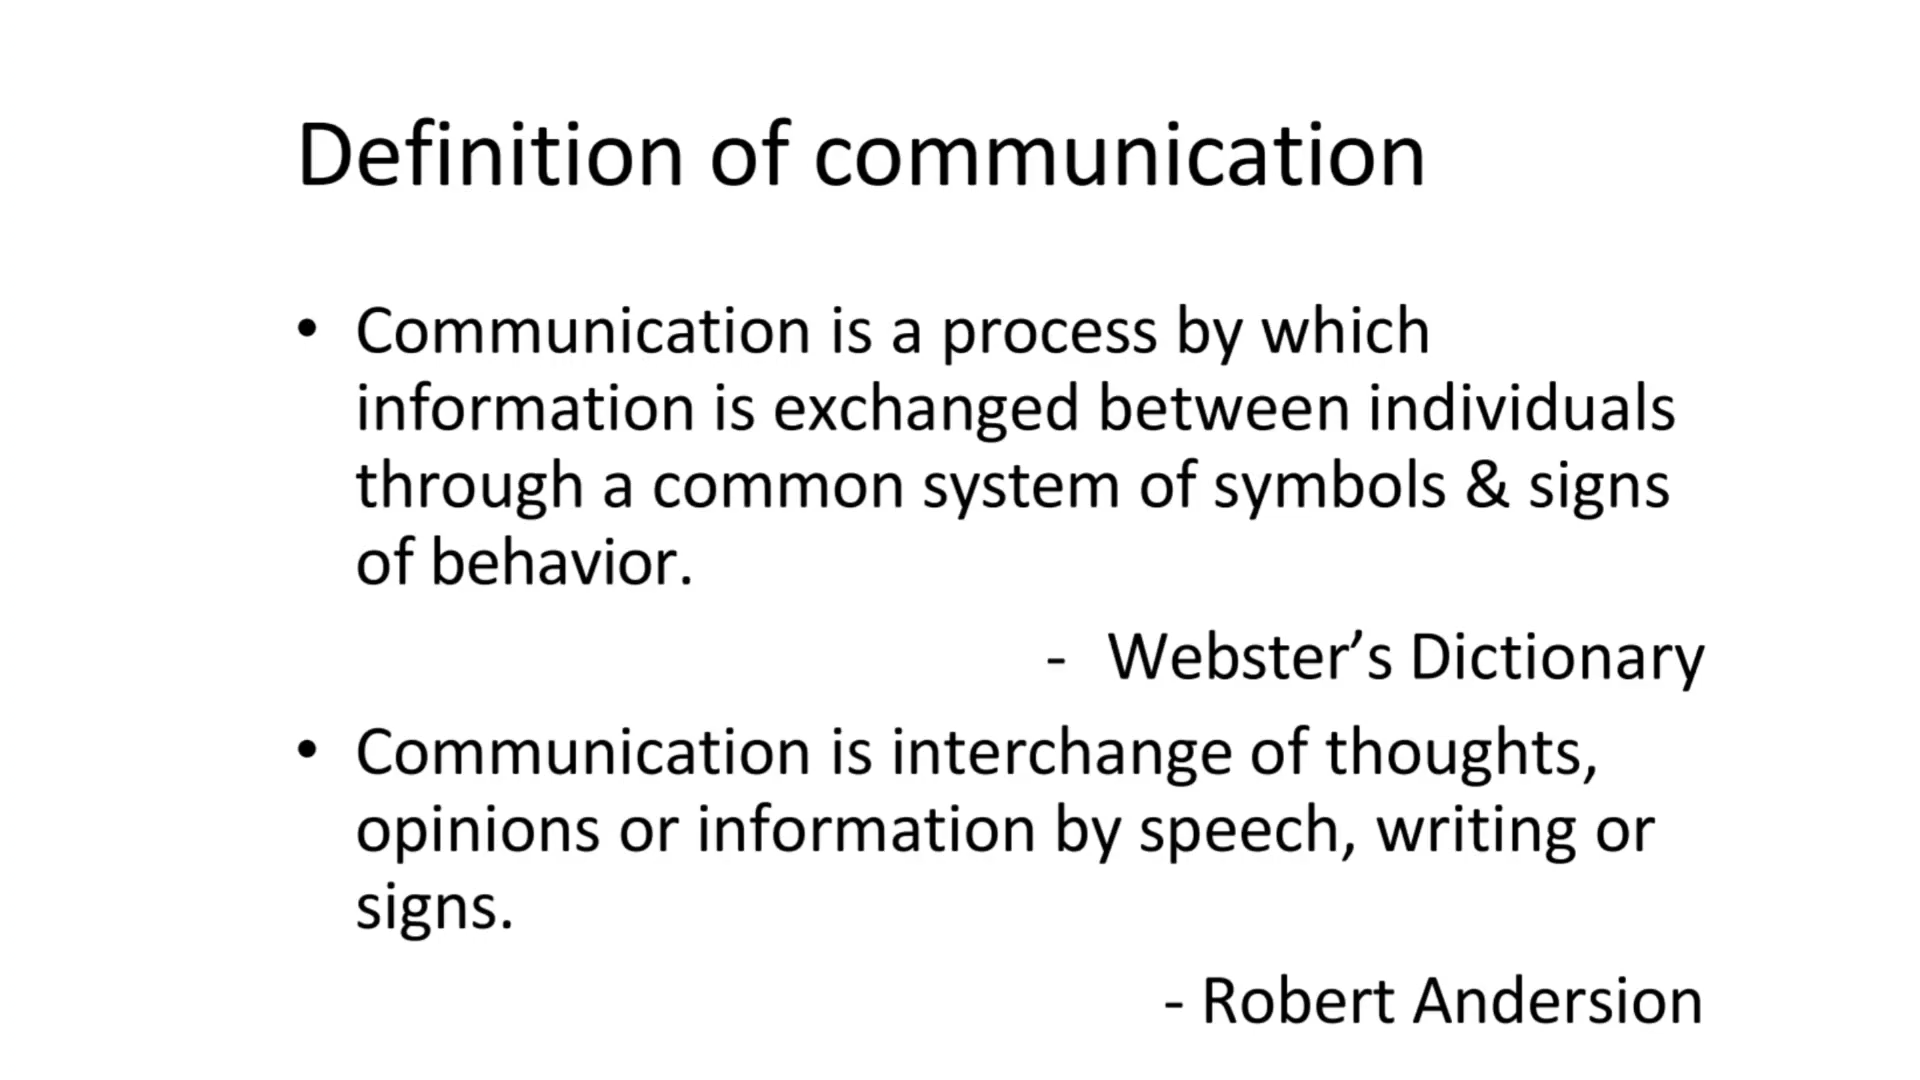 Definition of communication
• Communication is a process by which
information is exchanged between individuals
through a common system of symbols & signs
of behavior.
- Webster’s Dictionary
• Communication is interchange of thoughts,
opinions or information by speech, writing or
signs.
- Robert Andersion